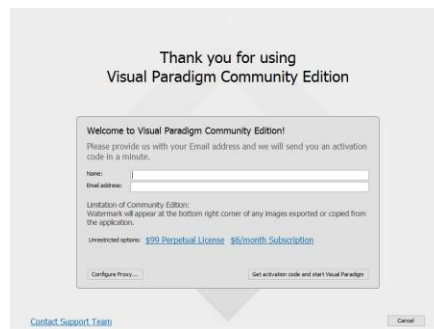 Thank you for using
Visual Paradigm Community Edition
Welcome to Visual Paradigm Community Edition!
Please provide us with your Email address and we will send you an activation
code in a minute.
Name:
Email address:
Limitation of Community Edition:
Watermark will appear at the bottom right corner of any images exported or copied from
the application.
Unrestricted options: $99 Perpetual License $6/month Subscription
Configure Proxy... Get activation code and start Visual Paradigm
Contact Support Team Cancel